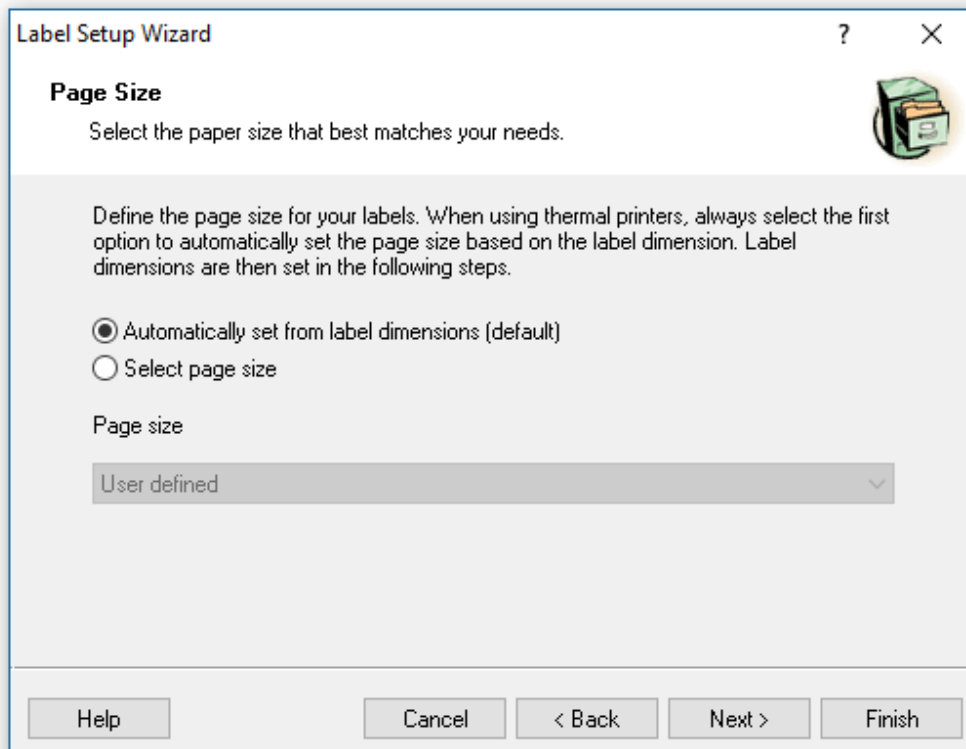 Label Setup Wizard
?
Page Size
Select the paper size that best matches your needs.
Define the page size for your labels. When using thermal printers, always select the first
option to automatically set the page size based on the label dimension. Label
dimensions are then set in the following steps.
Automatically set from label dimensions (default)
Select page size
Page size
User defined
Help
Cancel
< Back
Next >
Finish